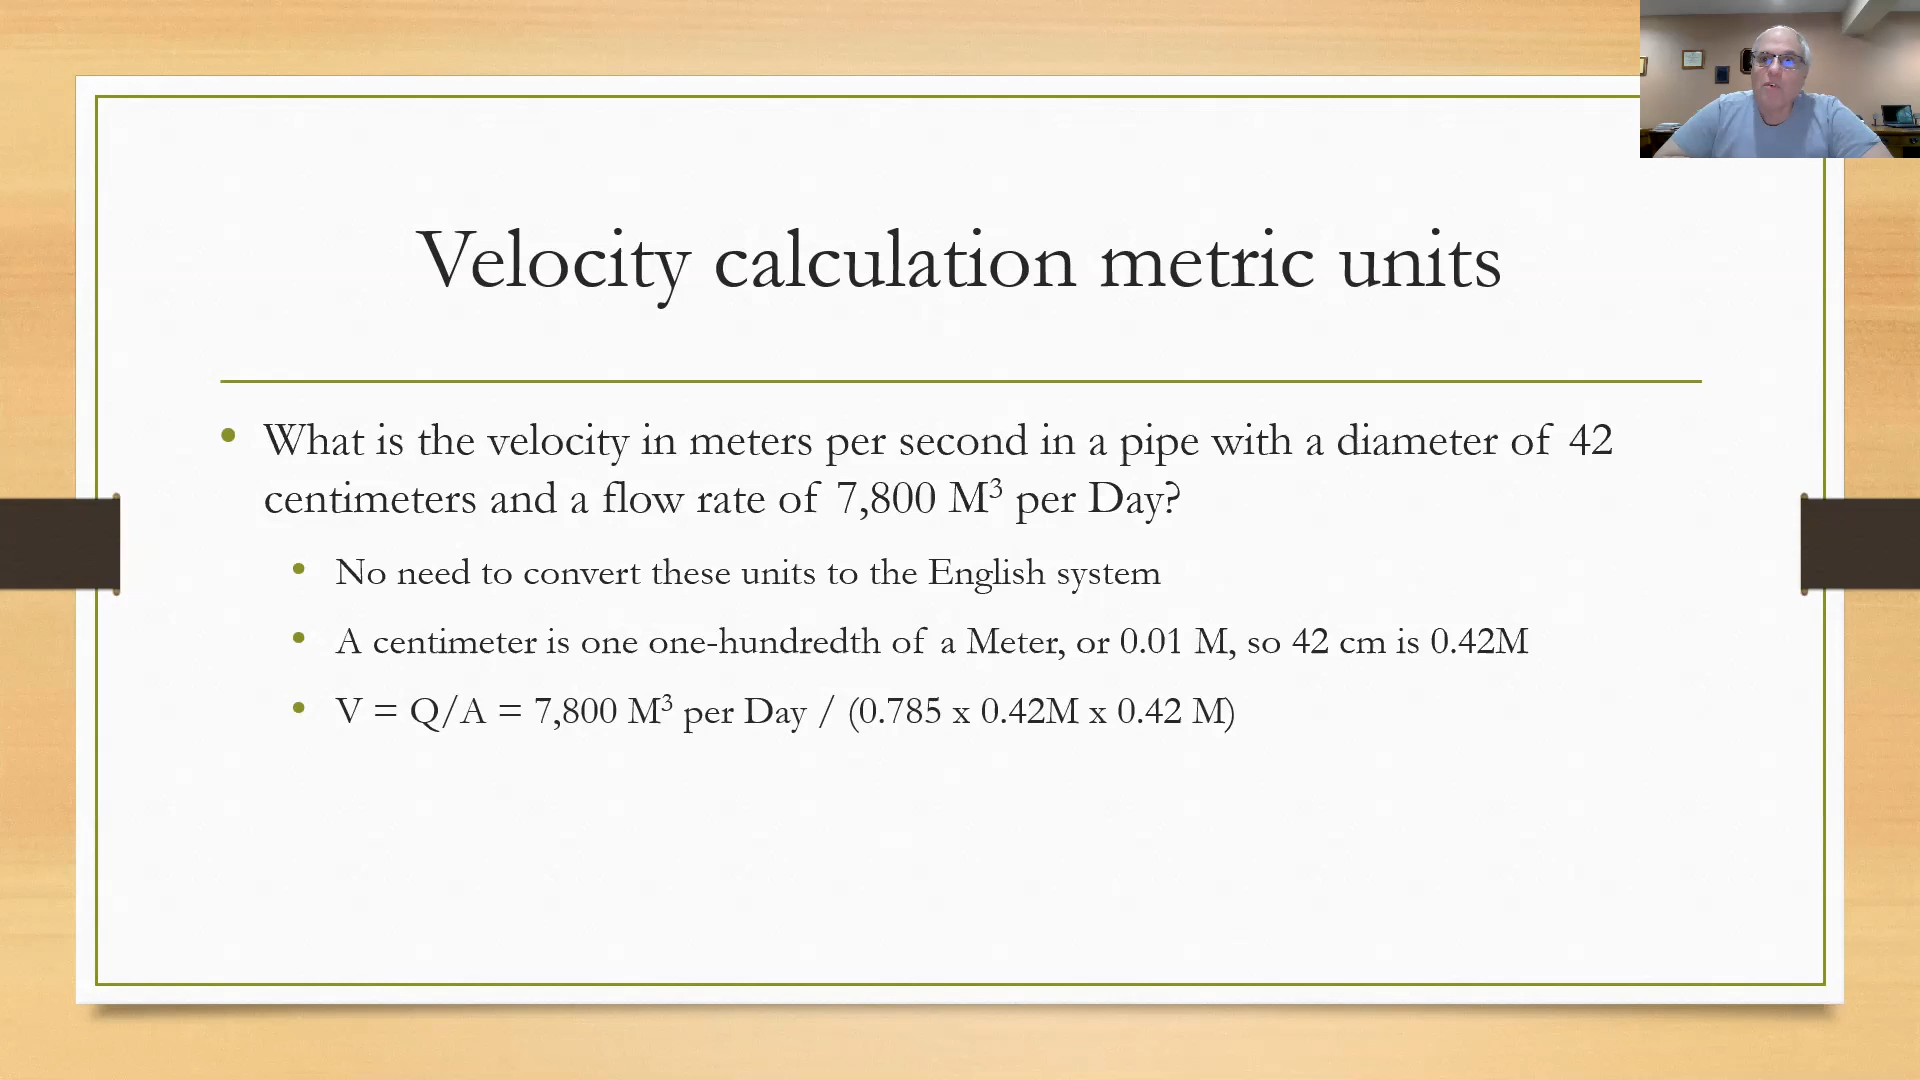 Velocity calculation metric units
• What is the velocity in meters per second in a pipe with a diameter of 42
centimeters and a flow rate of 7,800 M³ per Day?
• No need to convert these units to the English system
• A centimeter is one one-hundredth of a Meter, or 0.01 M, so 42 cm is 0.42M
• V = Q/A = 7,800 M³ per Day / (0.785 x 0.42M x 0.42 M)